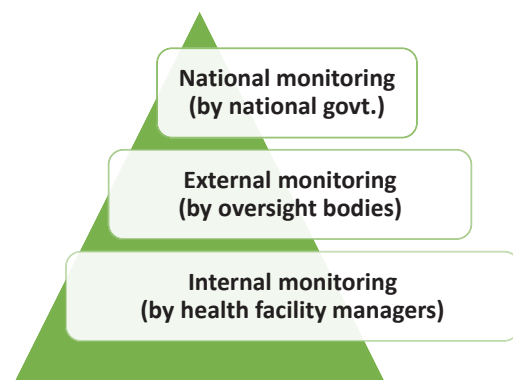 National monitoring
(by national govt.)
External monitoring
(by oversight bodies)
Internal monitoring
(by health facility managers)